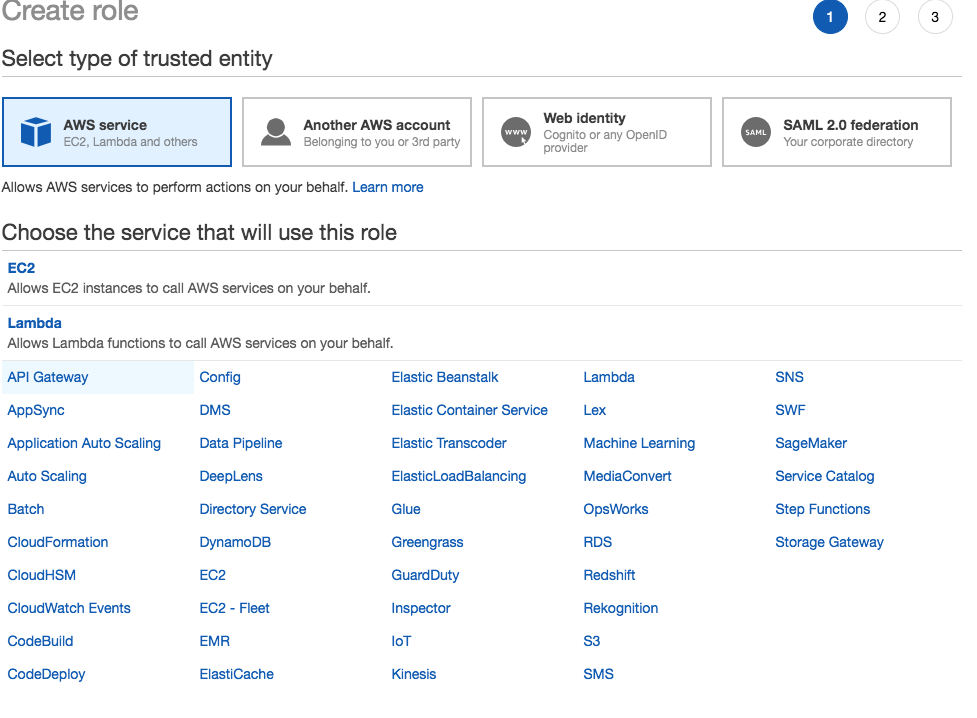 Create role
1 2 3
Select type of trusted entity
AWS service
EC2, Lambda and others
Another AWS account
Belonging to you or 3rd party
www
Web identity
Cognito or any OpenID
provider
SAML
SAML 2.0 federation
Your corporate directory
Allows AWS services to perform actions on your behalf. Learn more
Choose the service that will use this role
EC2
Allows EC2 instances to call AWS services on your behalf.
Lambda
Allows Lambda functions to call AWS services on your behalf.
API Gateway Config Elastic Beanstalk Lambda SNS
AppSync DMS Elastic Container Service Lex SWF
Application Auto Scaling Data Pipeline Elastic Transcoder Machine Learning SageMaker
Auto Scaling DeepLens ElasticLoadBalancing MediaConvert Service Catalog
Batch Directory Service Glue OpsWorks Step Functions
CloudFormation DynamoDB Greengrass RDS Storage Gateway
CloudHSM EC2 GuardDuty Redshift
CloudWatch Events EC2 - Fleet Inspector Rekognition
CodeBuild EMR IoT S3
CodeDeploy ElastiCache Kinesis SMS